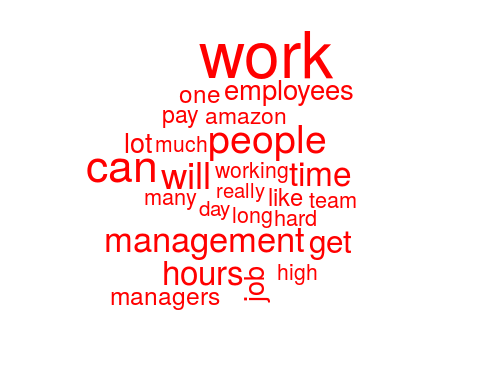 work
one employees
pay amazon
lot much people
can will working time
many really like team
day long hard
management get
hours job high
managers